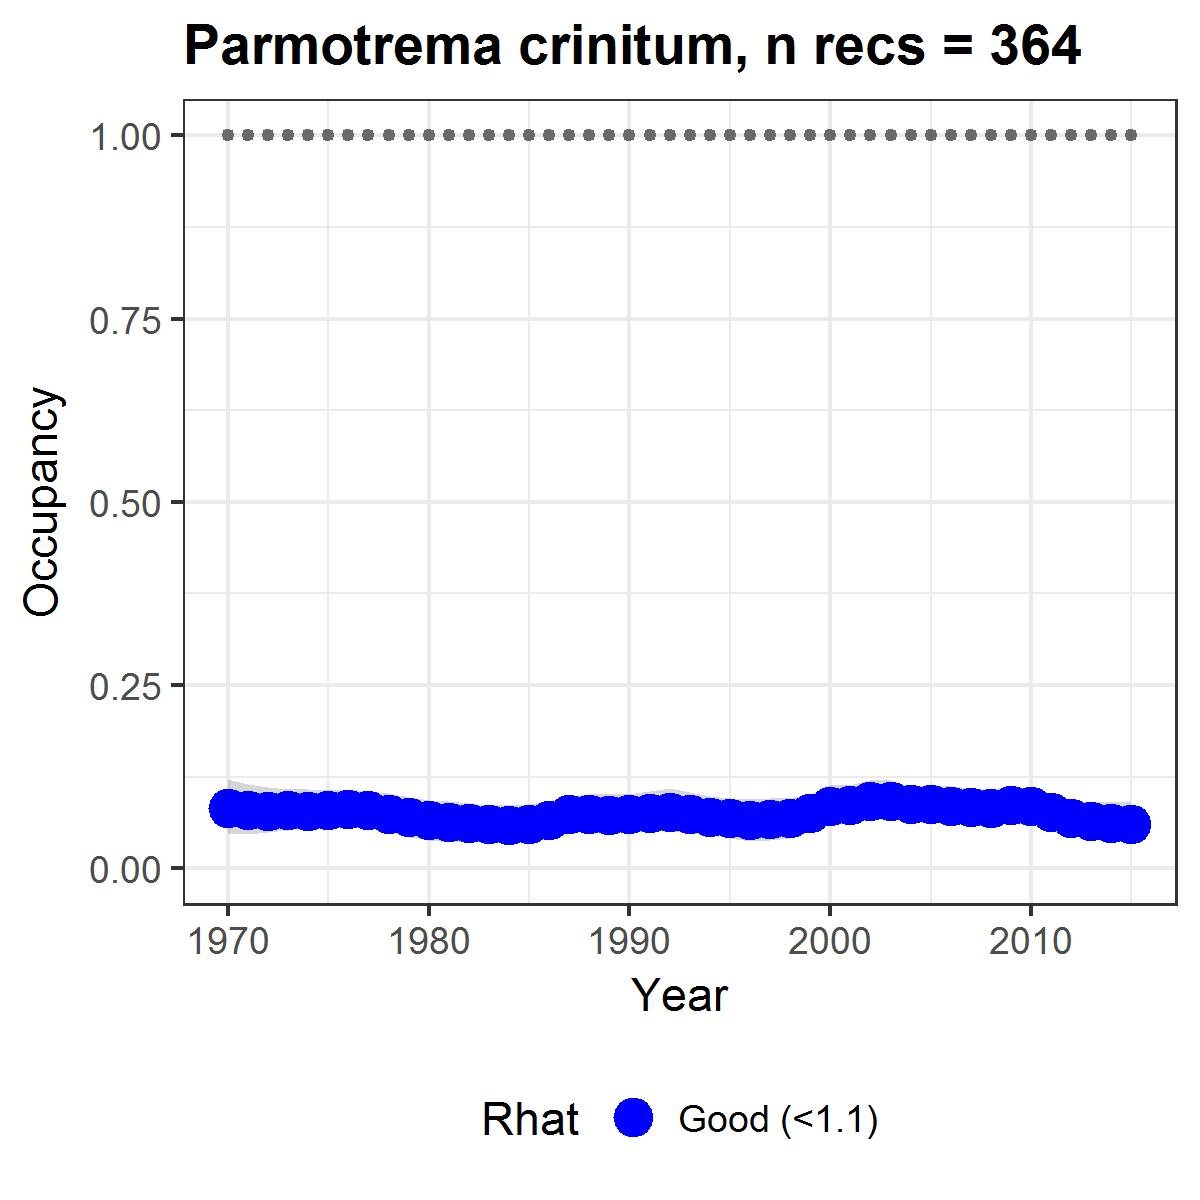 Parmotrema crinitum, n recs = 364
1.00
0.75
0.50
0.25
0.00
Occupancy
1970 1980 1990 2000 2010
Year
Rhat Good (<1.1)